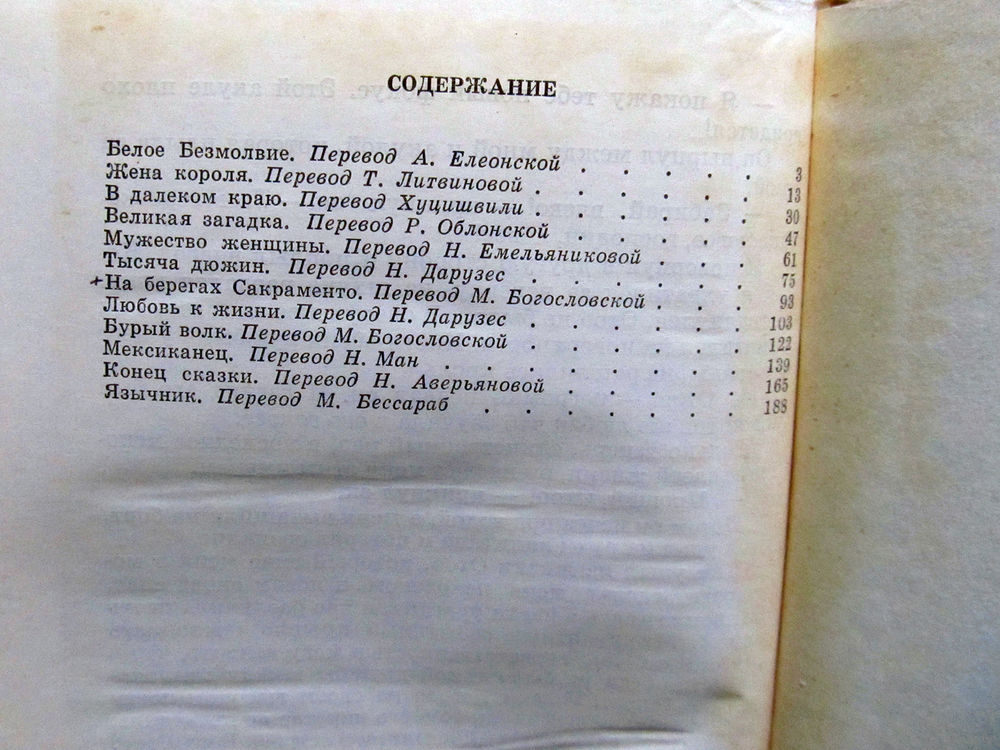 СОДЕРЖАНИЕ
Белое Безмолвие. Перевод А. Елеонской . . . . . 3
Жена короля. Перевод Т. Литвиновой . . . . . . 13
В далеком краю. Перевод Хуцишвили . . . . . . 30
Великая загадка. Перевод Р. Облонской . . . . . 47
Мужество женщины. Перевод Н. Емельяниковой . . . 61
Тысяча дюжин. Перевод Н. Дарузес . . . . . . 75
+На берегах Сакраменто. Перевод М. Богословской . . . 93
Любовь к жизни. Перевод Н. Дарузес . . . . . . 103
Бурый волк. Перевод М. Богословской . . . . . . 122
Мексиканец. Перевод Н. Ман . . . . . . . . 139
Конец сказки. Перевод Н. Аверьяновой . . . . . 165
Язычник. Перевод М. Бессараб . . . . . . . 188